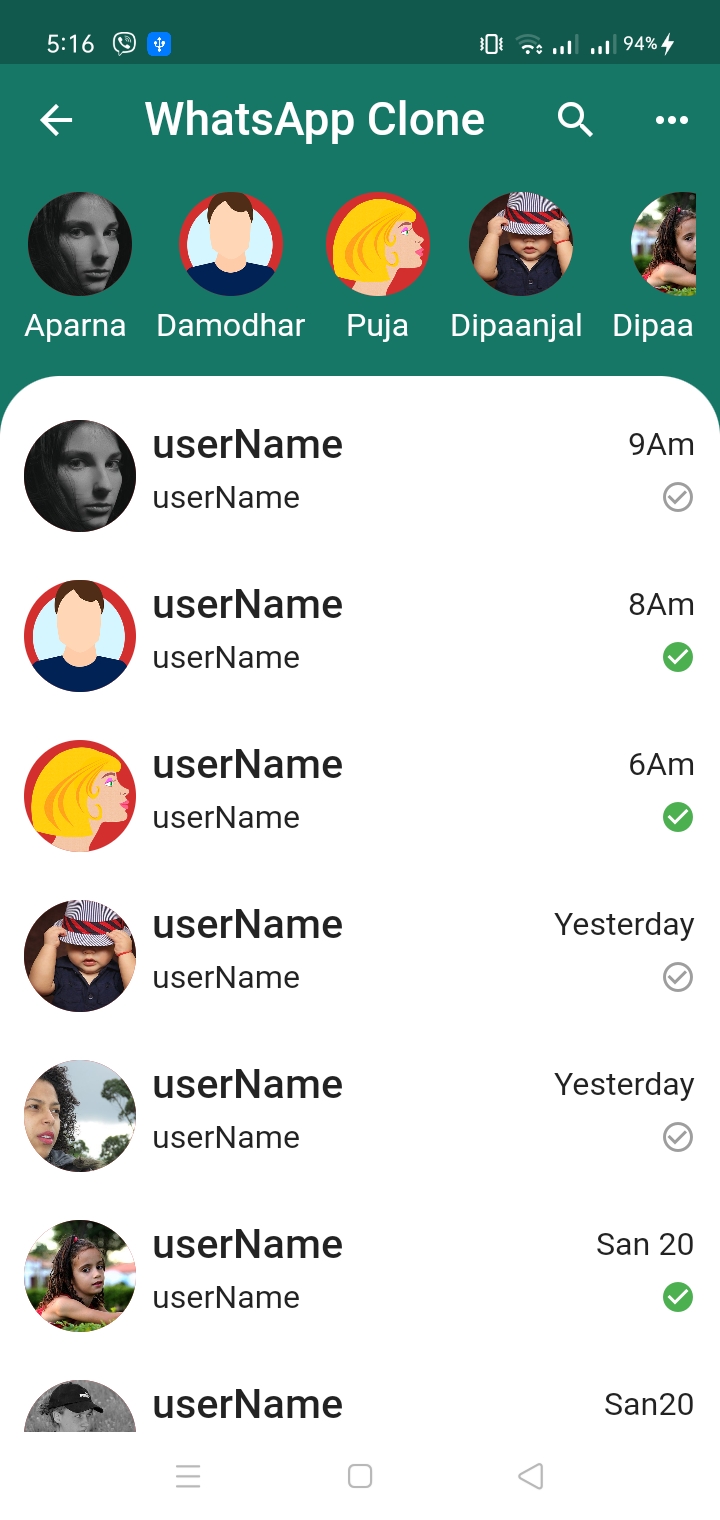 5:16 94%
WhatsApp Clone
Aparna Damodhar Puja Dipaanjal Dipaa
userName 9Am
userName
userName 8Am
userName
userName 6Am
userName
userName Yesterday
userName
userName Yesterday
userName
userName San 20
userName
userName San20